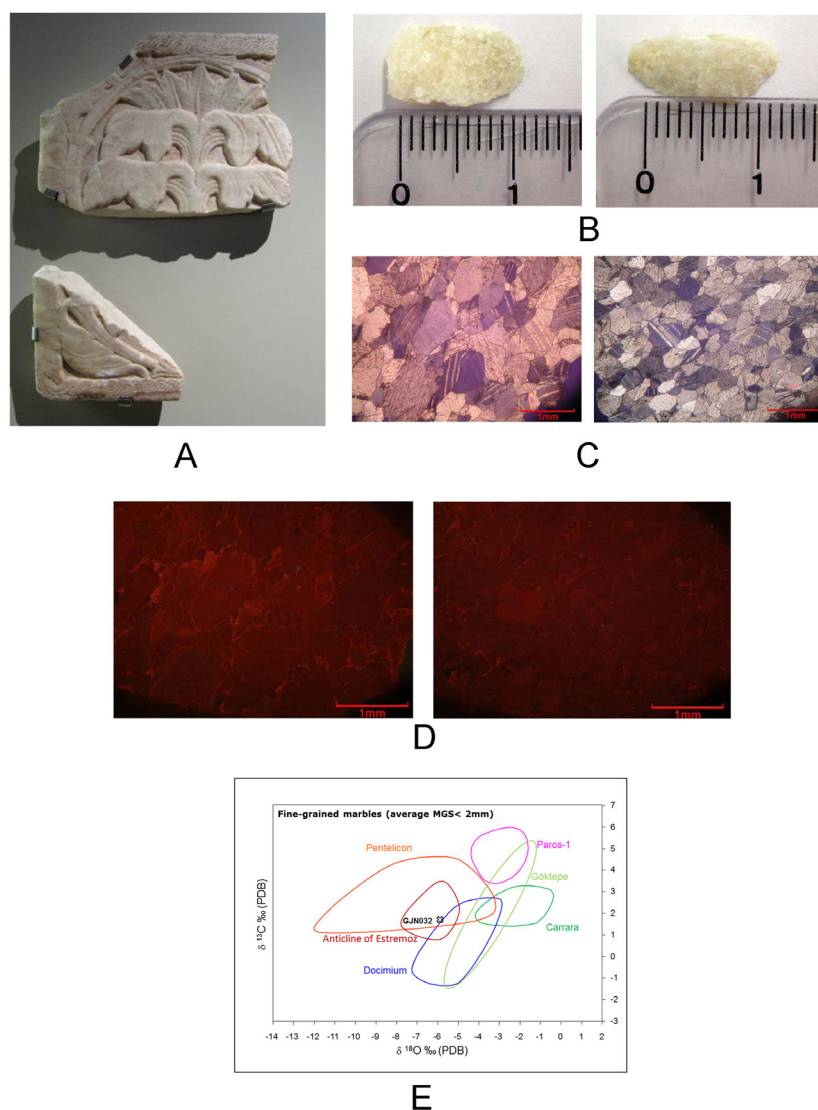 A
0 1
0 1
B
1mm
1mm
C
1mm
1mm
D
Fine-grained marbles (average MGS< 2mm)
Pentelicon
Paros-1
Göktepe
GJN032
Anticline of Estremoz
Carrara
Docimium
δ 13C ‰ (PDB)
7
6
5
4
3
2
1
0
-1
-2
-3
-14 -13 -12 -11 -10 -9 -8 -7 -6 -5 -4 -3 -2 -1 0 1 2
δ 18O ‰ (PDB)
E